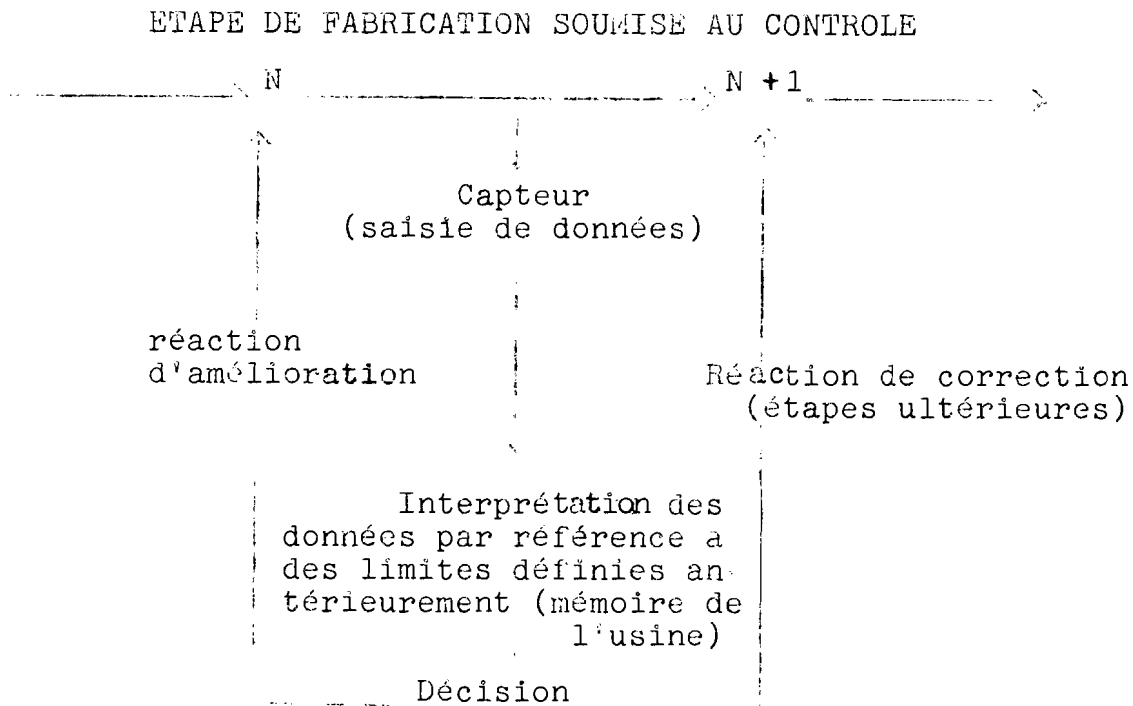 ETAPE DE FABRICATION SOUMISE AU CONTROLE
N
N + 1
Capteur
(saisie de données)
réaction
d'amélioration
Réaction de correction
(étapes ultérieures)
Interprétation des
données par référence a
des limites définies an
térieurement (mémoire de
l'usine)
Décision